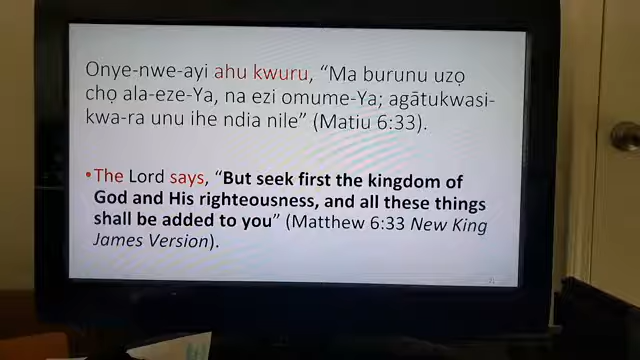 Onye-nwe-ayi ahu kwuru, “Ma burunu uzọ
chọ ala-eze-Ya, na ezi omume-Ya; agātukwasi-
kwa-ra unu ihe ndia nile” (Matiu 6:33).
•The Lord says, “But seek first the kingdom of
God and His righteousness, and all these things
shall be added to you” (Matthew 6:33 New King
James Version).